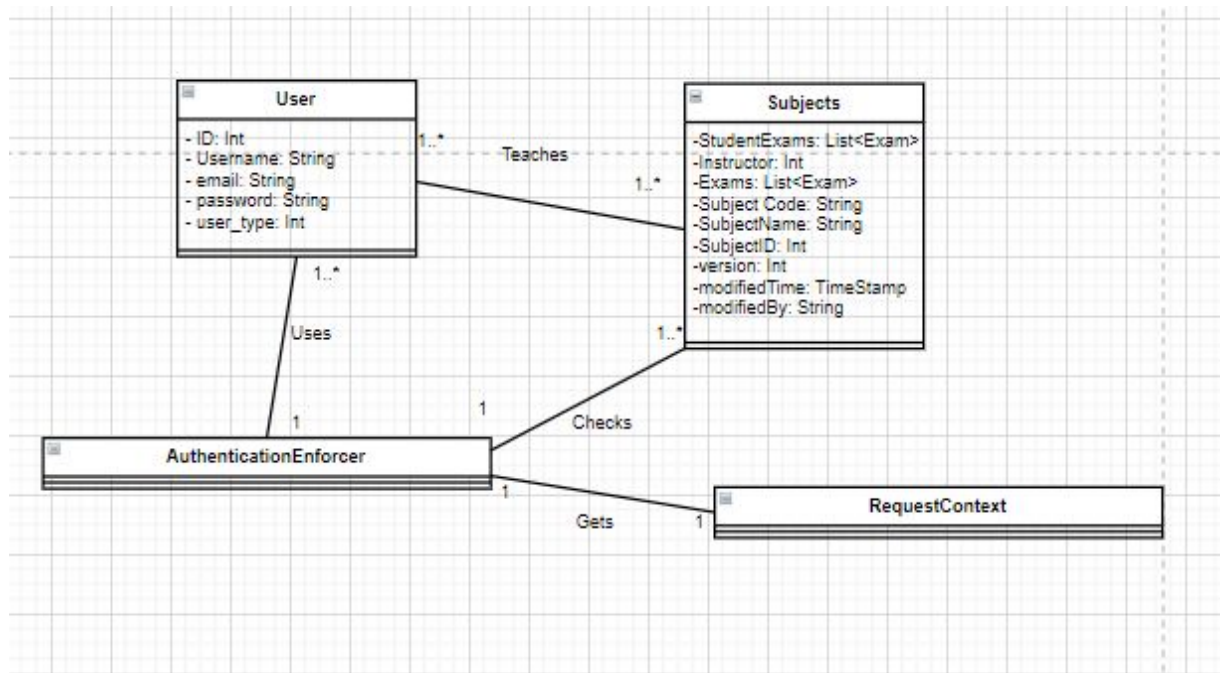 User
- ID: Int
- Username: String
- email: String
- password: String
- user_type: Int
Subjects
-StudentExams: List<Exam>
-Instructor: Int
-Exams: List<Exam>
-Subject Code: String
-SubjectName: String
-SubjectID: Int
-version: Int
-modifiedTime: TimeStamp
-modifiedBy: String
1..*
Teaches
1..*
1..*
Uses
1
1..*
1
Checks
AuthenticationEnforcer
1
Gets
1
RequestContext